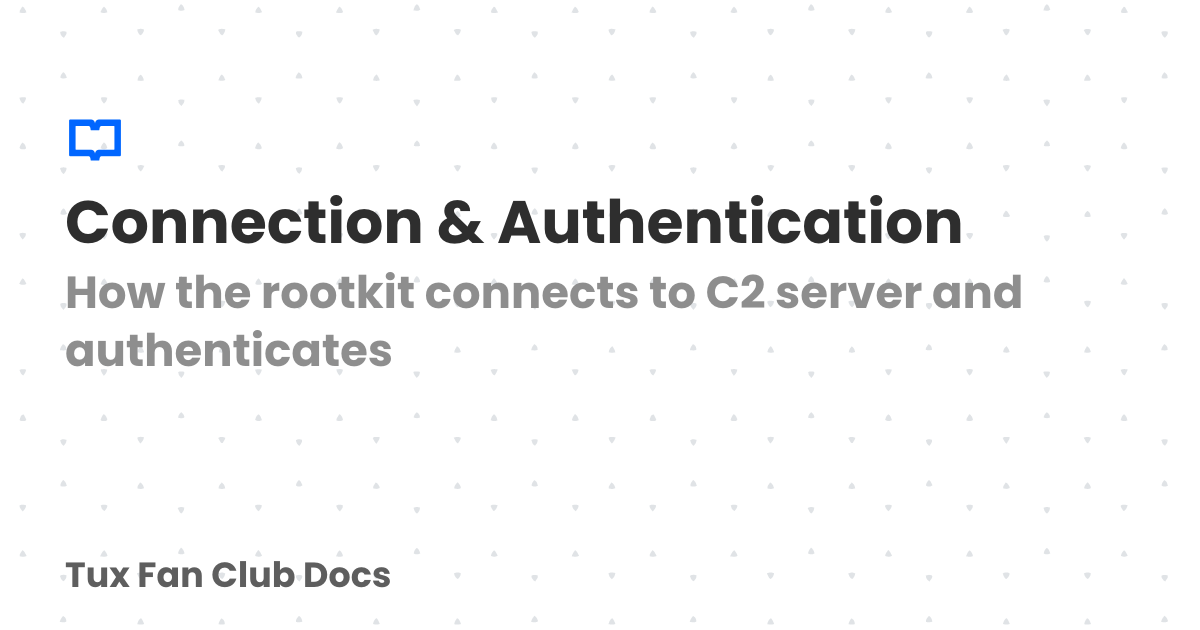 Connection & Authentication
How the rootkit connects to C2 server and
authenticates
Tux Fan Club Docs